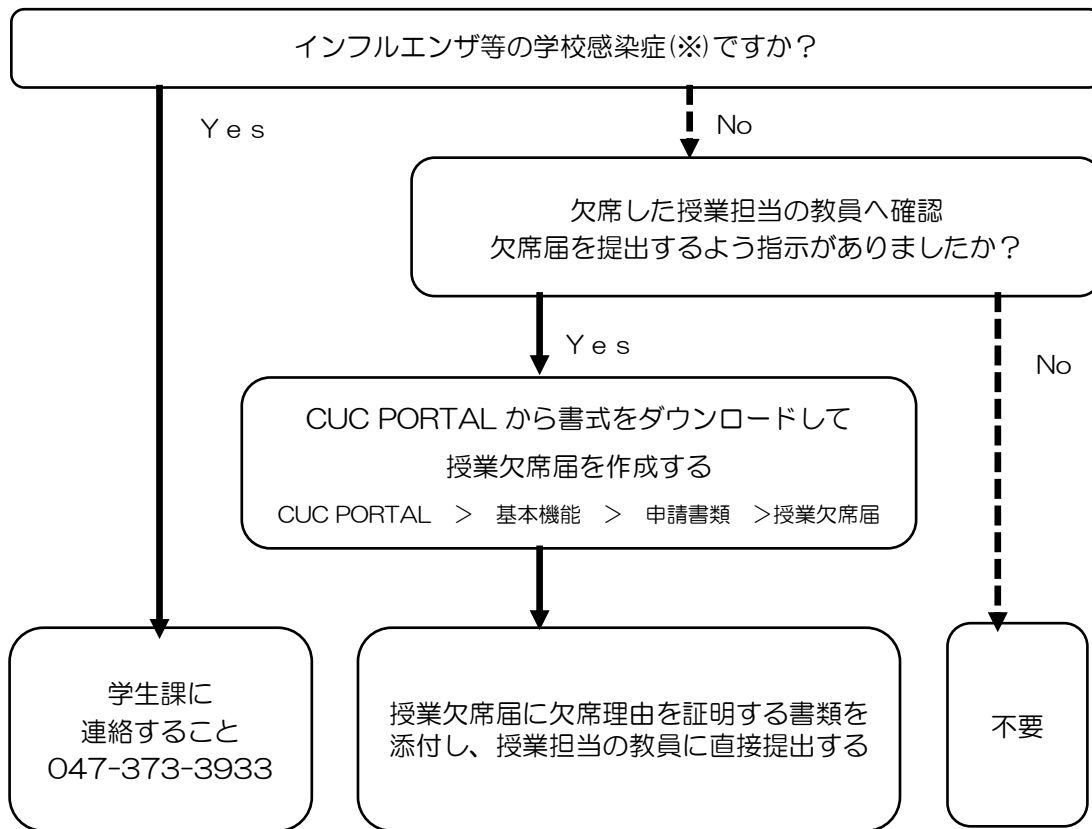 インフルエンザ等の学校感染症(※)ですか？
Ｙｅｓ
No
欠席した授業担当の教員へ確認
欠席届を提出するよう指示がありましたか？
Ｙｅｓ
No
CUC PORTAL から書式をダウンロードして
授業欠席届を作成する
CUC PORTAL　＞　基本機能　＞　申請書類　＞授業欠席届
学生課に
連絡すること
047-373-3933
授業欠席届に欠席理由を証明する書類を
添付し、授業担当の教員に直接提出する
不要